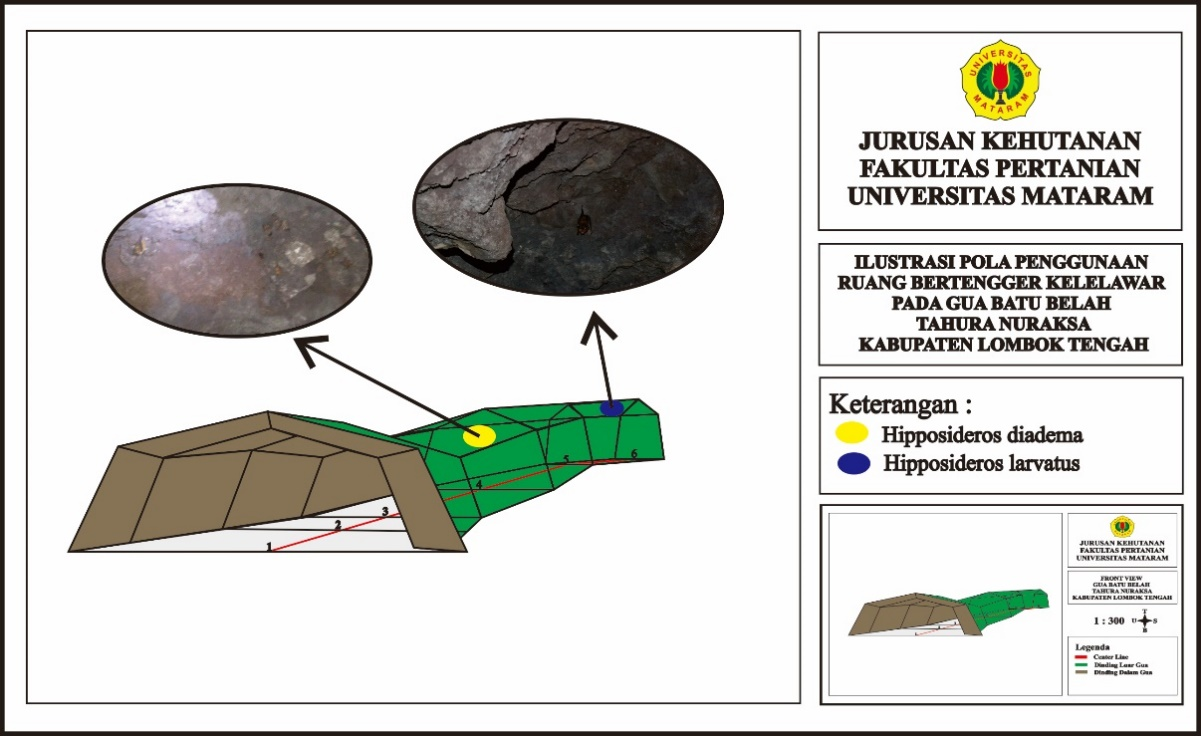 UNIVERSITAS
MATARAM
JURUSAN KEHUTANAN
FAKULTAS PERTANIAN
UNIVERSITAS MATARAM
ILUSTRASI POLA PENGGUNAAN
RUANG BERTENGGER KELELAWAR
PADA GUA BATU BELAH
TAHURA NURAKSA
KABUPATEN LOMBOK TENGAH
Keterangan :
Hipposideros diadema
Hipposideros larvatus
1
2
3
4
5
6
JURUSAN KEHUTANAN
FAKULTAS PERTANIAN
UNIVERSITAS MATARAM
FRONT VIEW
GUA BATU BELAH
TAHURA NURAKSA
KABUPATEN LOMBOK TENGAH
1 : 300
T
U S
B
Legenda
Center Line
Dinding Luar Gua
Dinding Dalam Gua